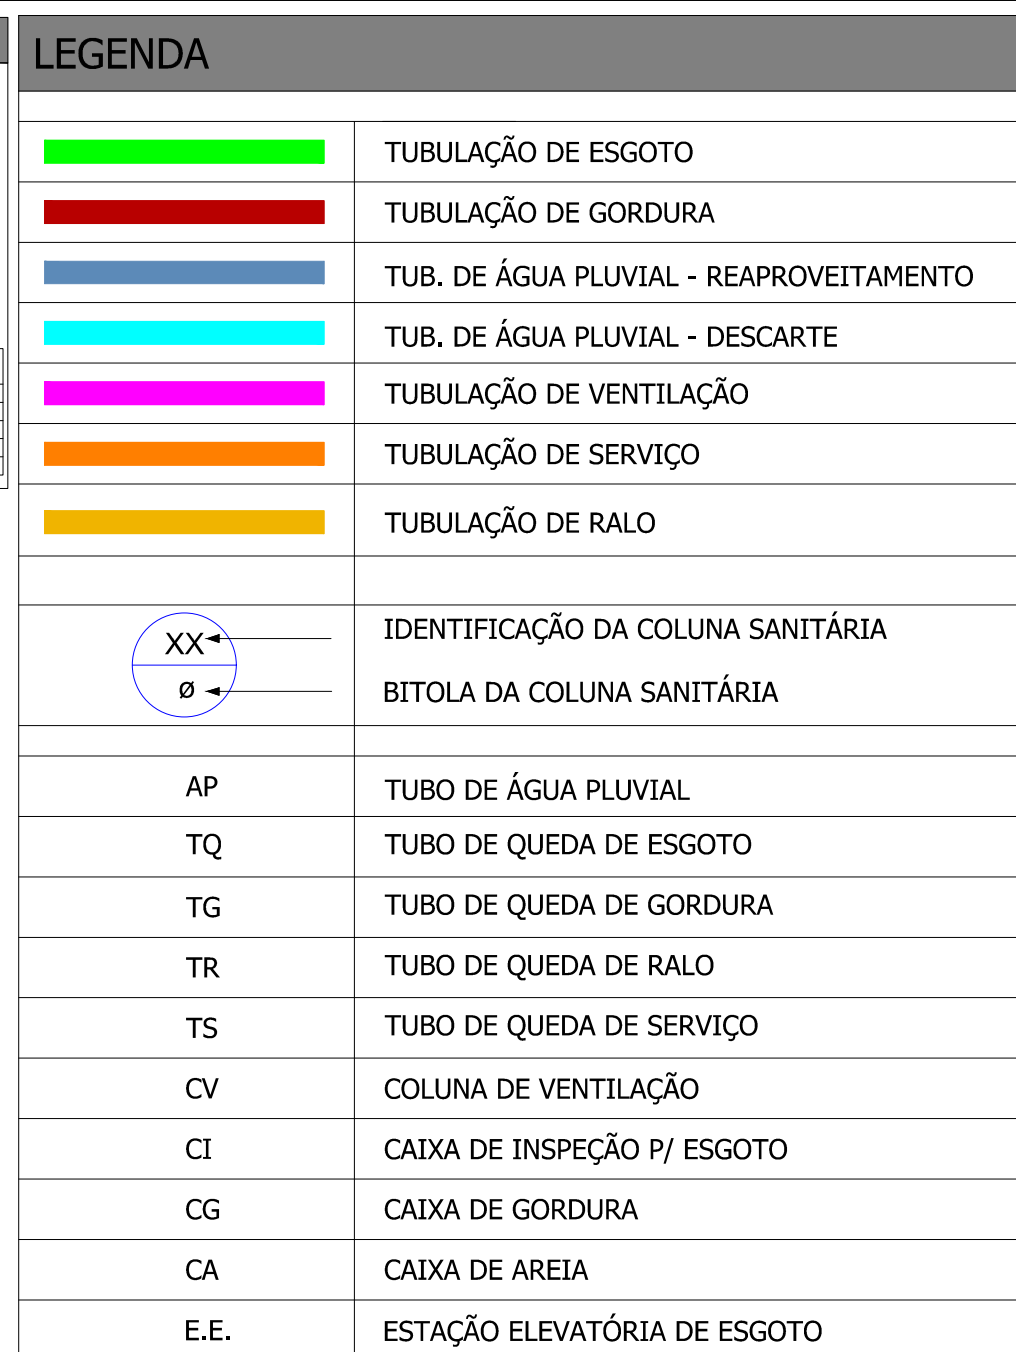 LEGENDA
TUBULAÇÃO DE ESGOTO
TUBULAÇÃO DE GORDURA
TUB. DE ÁGUA PLUVIAL - REAPROVEITAMENTO
TUB. DE ÁGUA PLUVIAL - DESCARTE
TUBULAÇÃO DE VENTILAÇÃO
TUBULAÇÃO DE SERVIÇO
TUBULAÇÃO DE RALO
XX IDENTIFICAÇÃO DA COLUNA SANITÁRIA
ø BITOLA DA COLUNA SANITÁRIA
AP TUBO DE ÁGUA PLUVIAL
TQ TUBO DE QUEDA DE ESGOTO
TG TUBO DE QUEDA DE GORDURA
TR TUBO DE QUEDA DE RALO
TS TUBO DE QUEDA DE SERVIÇO
CV COLUNA DE VENTILAÇÃO
CI CAIXA DE INSPEÇÃO P/ ESGOTO
CG CAIXA DE GORDURA
CA CAIXA DE AREIA
E.E. ESTAÇÃO ELEVATÓRIA DE ESGOTO